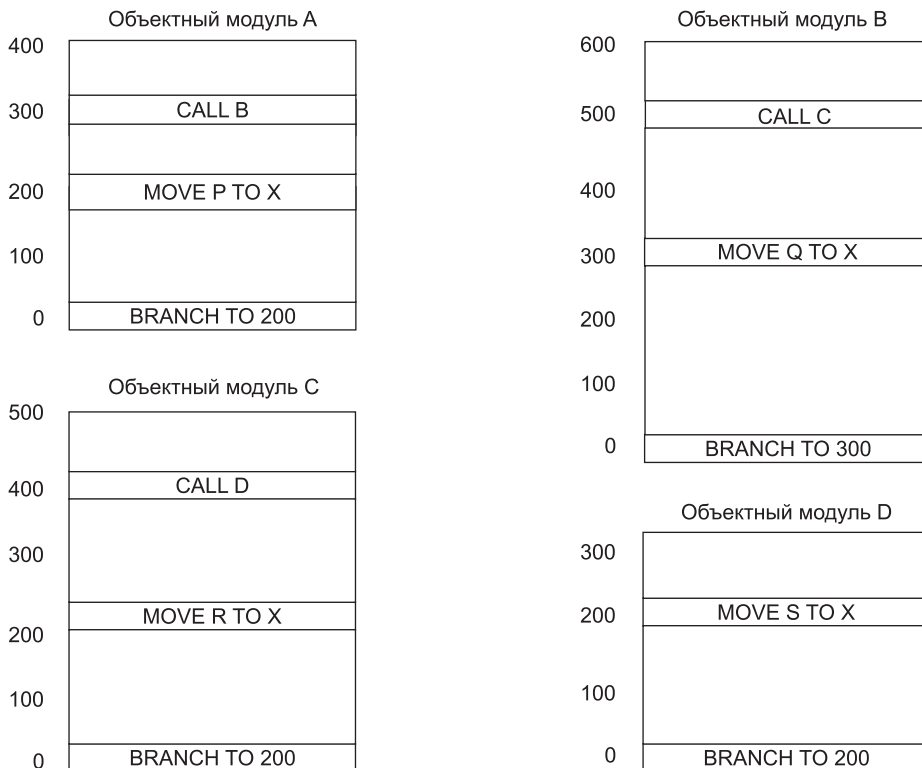 Объектный модуль A
400
300
CALL B
200
MOVE P TO X
100
0
BRANCH TO 200
Объектный модуль B
600
500
CALL C
400
300
MOVE Q TO X
200
100
0
BRANCH TO 300
Объектный модуль C
500
400
CALL D
300
MOVE R TO X
200
100
0
BRANCH TO 200
Объектный модуль D
300
200
MOVE S TO X
100
0
BRANCH TO 200